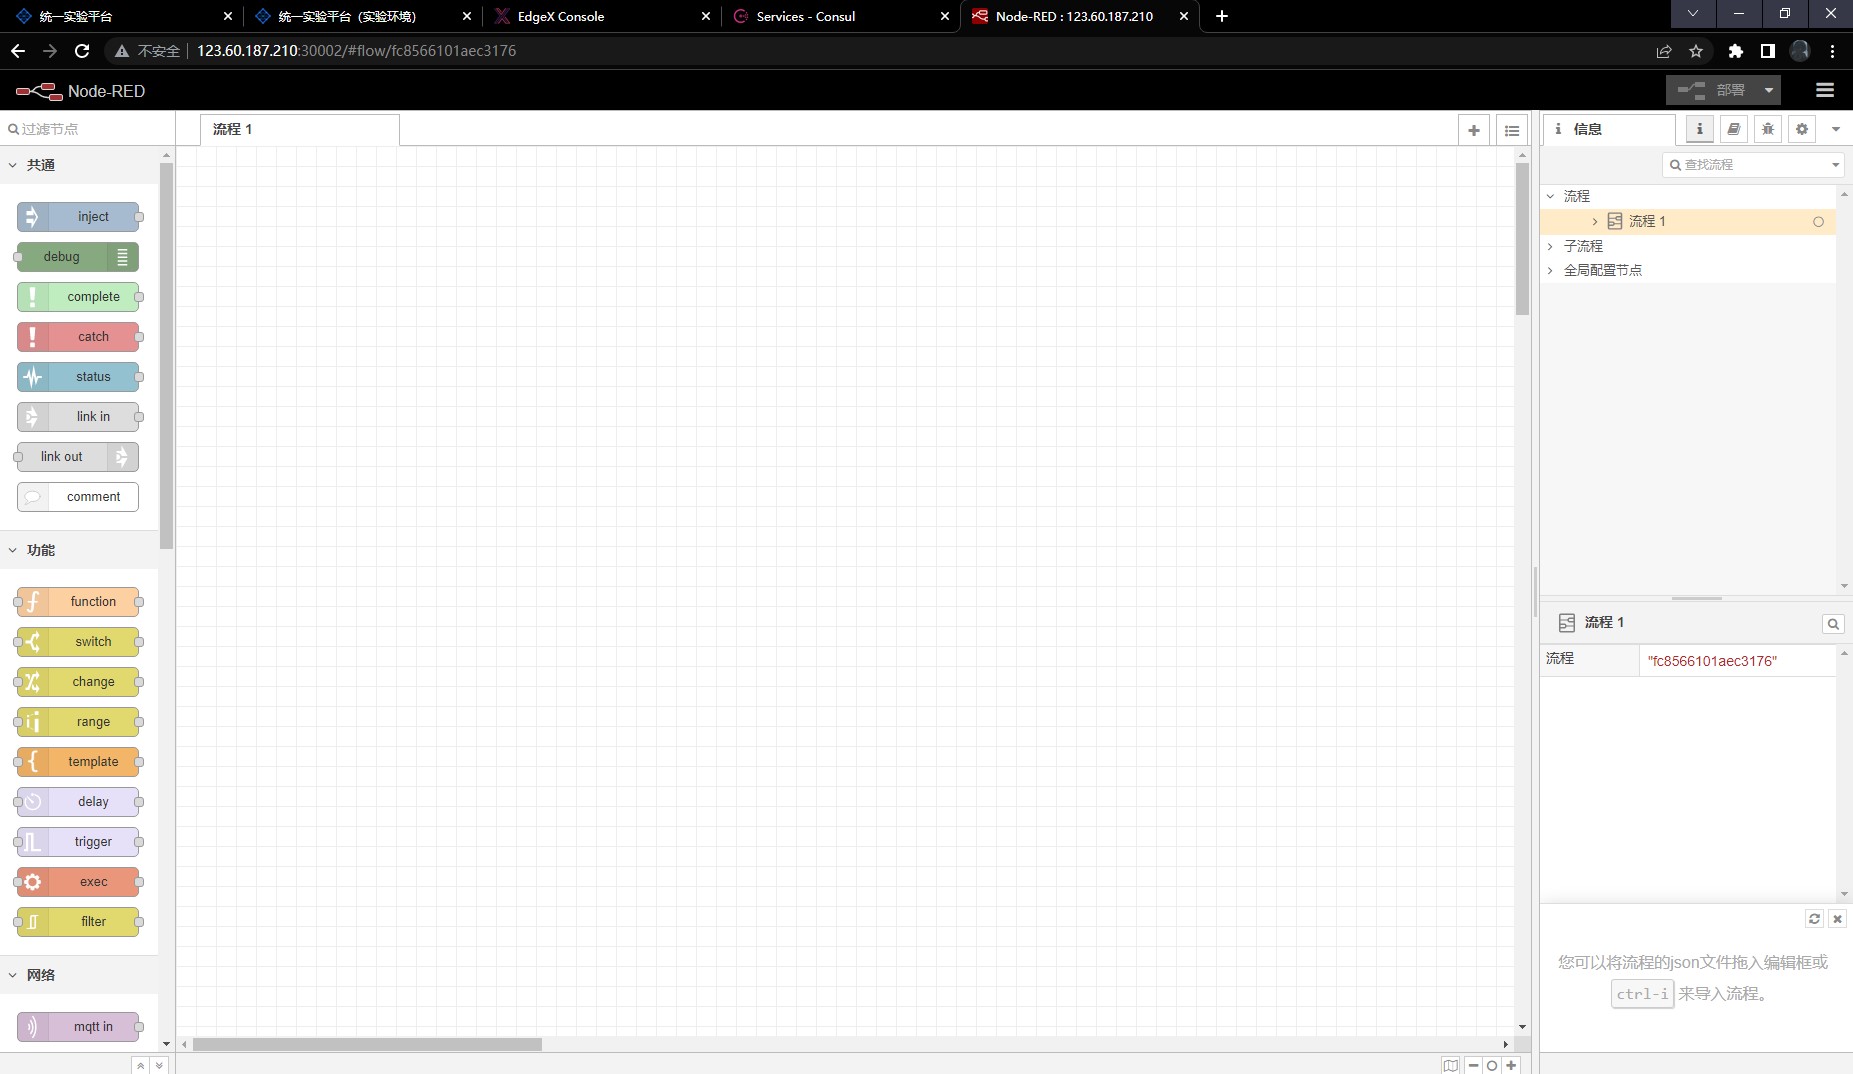 统一实验平台
统一实验平台（实验环境）
EdgeX Console
Services - Consul
Node-RED : 123.60.187.210
不安全
123.60.187.210:30002/#flow/fc8566101aec3176
Node-RED
部署
过滤节点
流程 1
信息
共通
查找流程
inject
debug
complete
catch
status
link in
link out
comment
流程
流程 1
子流程
全局配置节点
功能
function
switch
change
range
template
delay
trigger
exec
filter
流程 1
流程
"fc8566101aec3176"
网络
mqtt in
您可以将流程的json文件拖入编辑框或
ctrl-i 来导入流程。